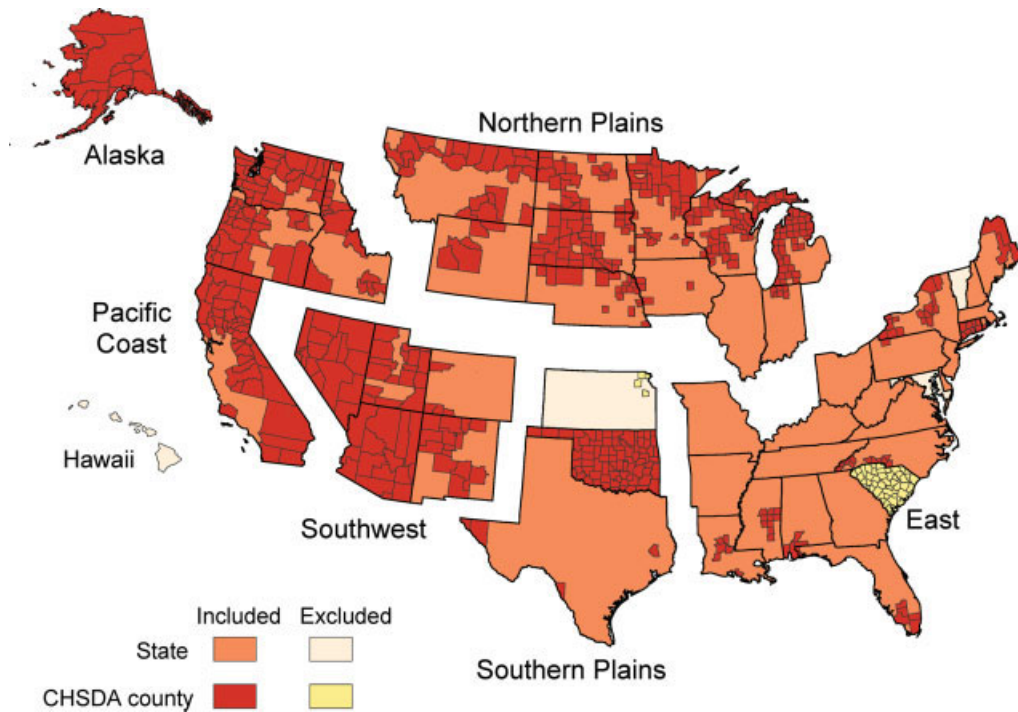 Northern Plains
Alaska
Pacific
Coast
Hawaii
Southwest
East
Southern Plains
Included Excluded
State
CHSDA county